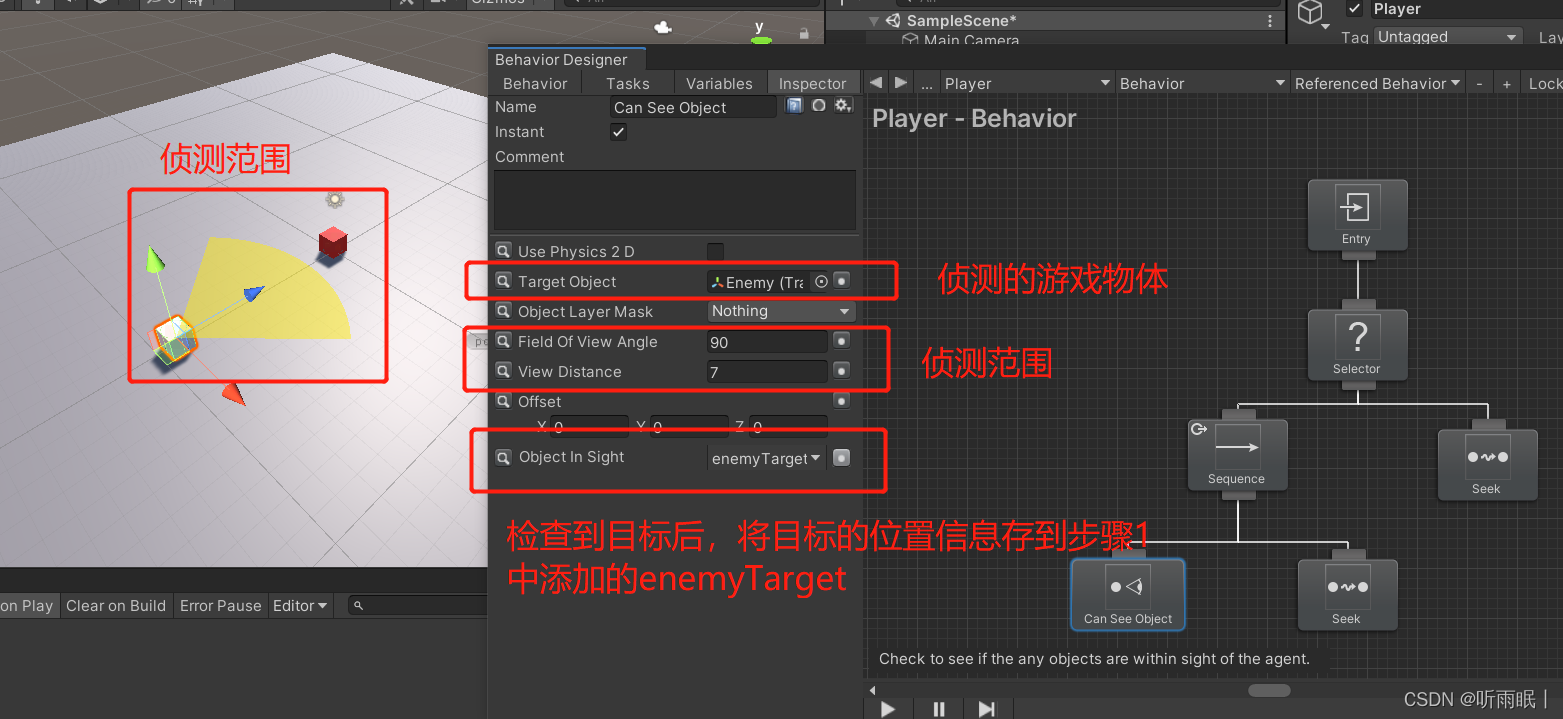 Gizmos
All
All
y
SampleScene*
Main Camera
Player
Tag Untagged
Lay
Behavior Designer
Behavior Tasks Variables Inspector
... Player Behavior Referenced Behavior - + Lock
Name Can See Object
Instant
Comment
Player - Behavior
侦测范围
Entry
Use Physics 2 D
Target Object Enemy (Tra
侦测的游戏物体
Object Layer Mask Nothing
Field Of View Angle 90
View Distance 7
侦测范围
pe
?
Selector
Offset
X 0 Y 0 Z 0
Object In Sight enemyTarget
Sequence
Seek
检查到目标后，将目标的位置信息存到步骤1
中添加的enemyTarget
Can See Object
Seek
on Play Clear on Build Error Pause Editor
Check to see if the any objects are within sight of the agent.
CSDN @听雨眠丨